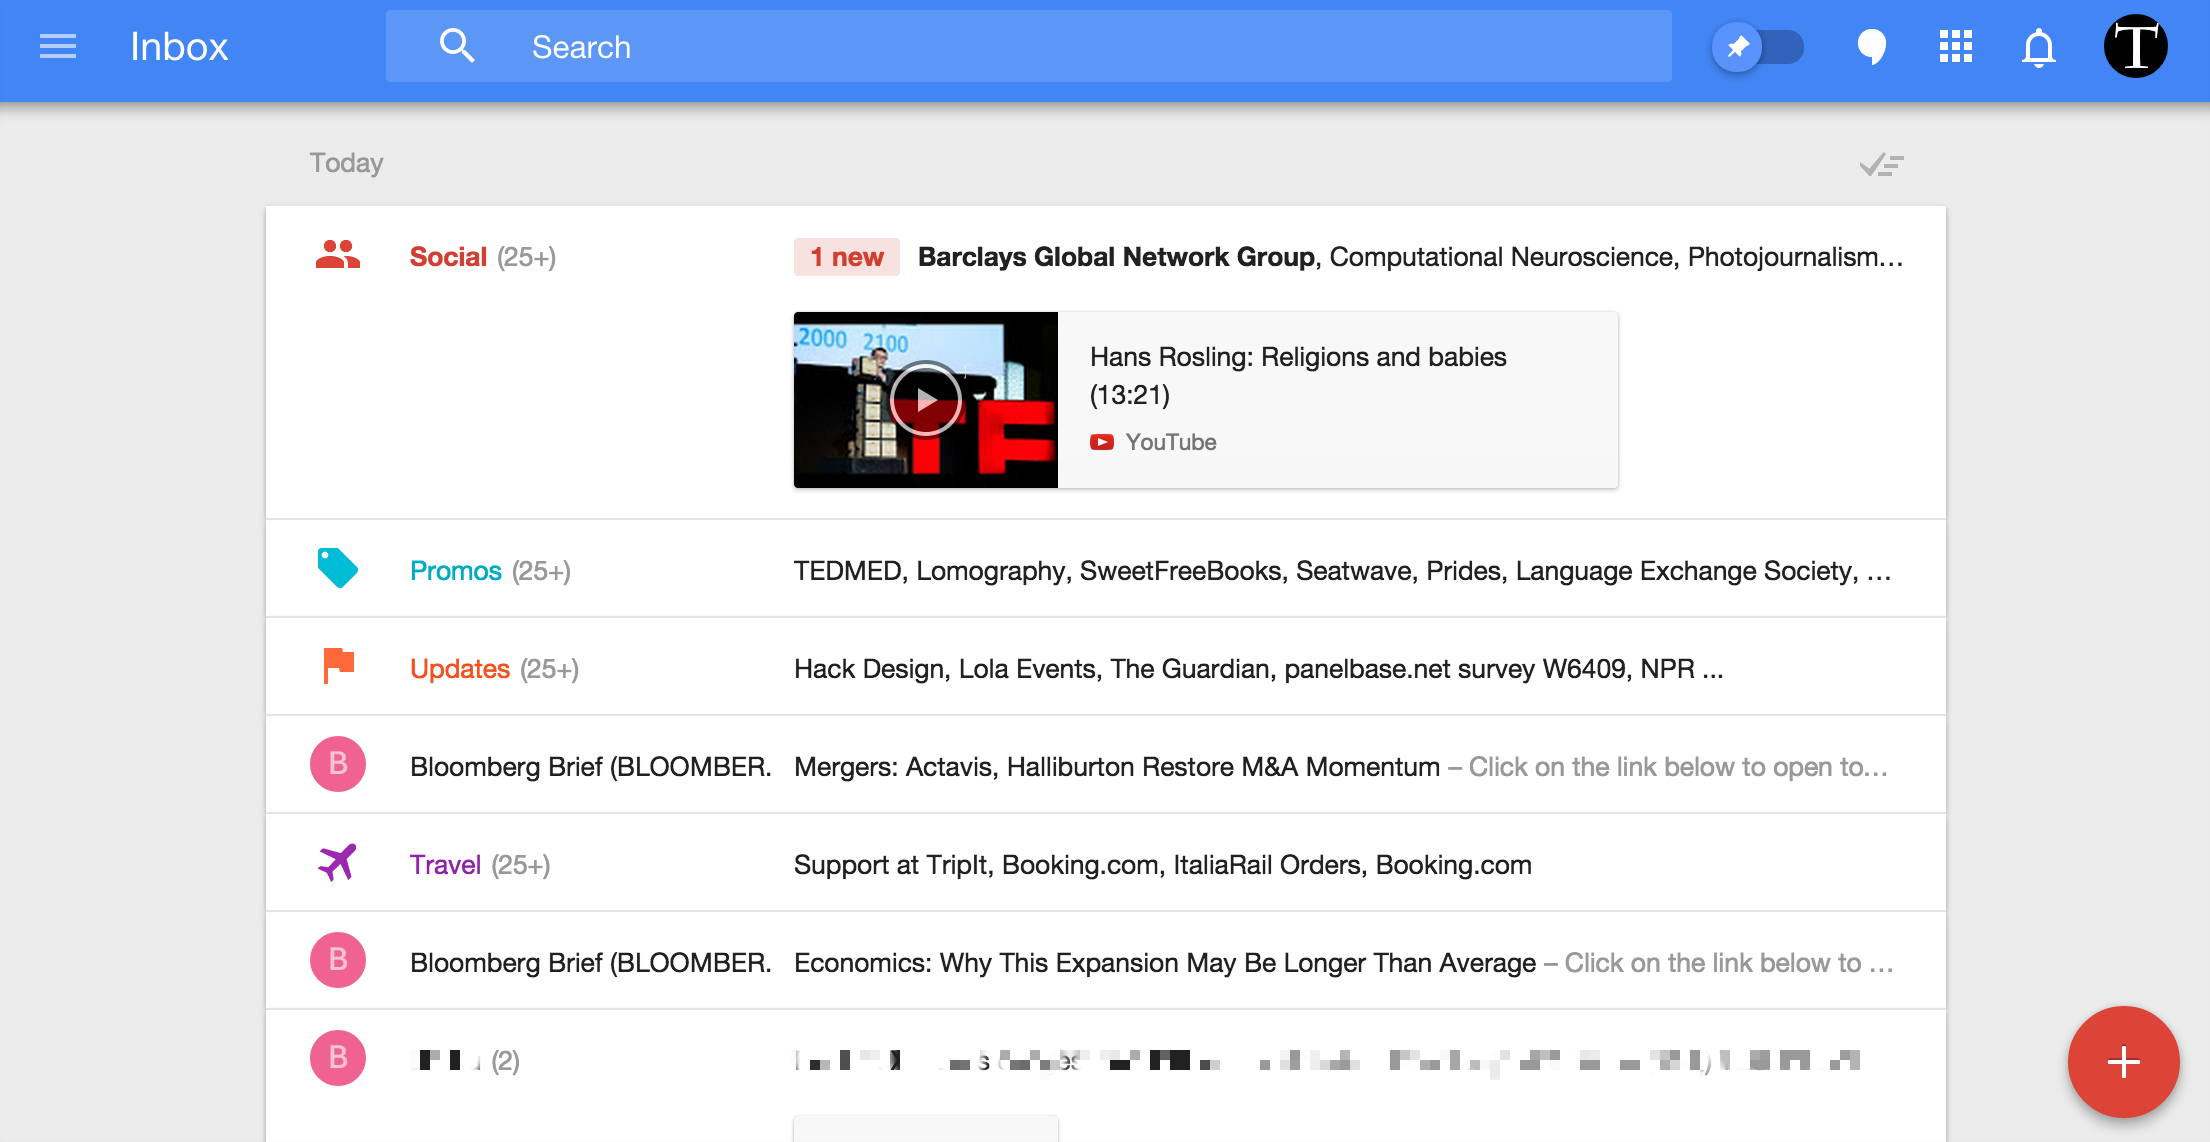 Inbox
Search
T
Today
Social (25+)
1 new Barclays Global Network Group, Computational Neuroscience, Photojournalism...
2000 2100
Hans Rosling: Religions and babies
(13:21)
YouTube
Promos (25+)
TEDMED, Lomography, SweetFreeBooks, Seatwave, Prides, Language Exchange Society, ...
Updates (25+)
Hack Design, Lola Events, The Guardian, panelbase.net survey W6409, NPR ...
B
Bloomberg Brief (BLOOMBER.
Mergers: Actavis, Halliburton Restore M&A Momentum – Click on the link below to open to...
Travel (25+)
Support at TripIt, Booking.com, ItaliaRail Orders, Booking.com
B
Bloomberg Brief (BLOOMBER.
Economics: Why This Expansion May Be Longer Than Average – Click on the link below to ...
B
(2)